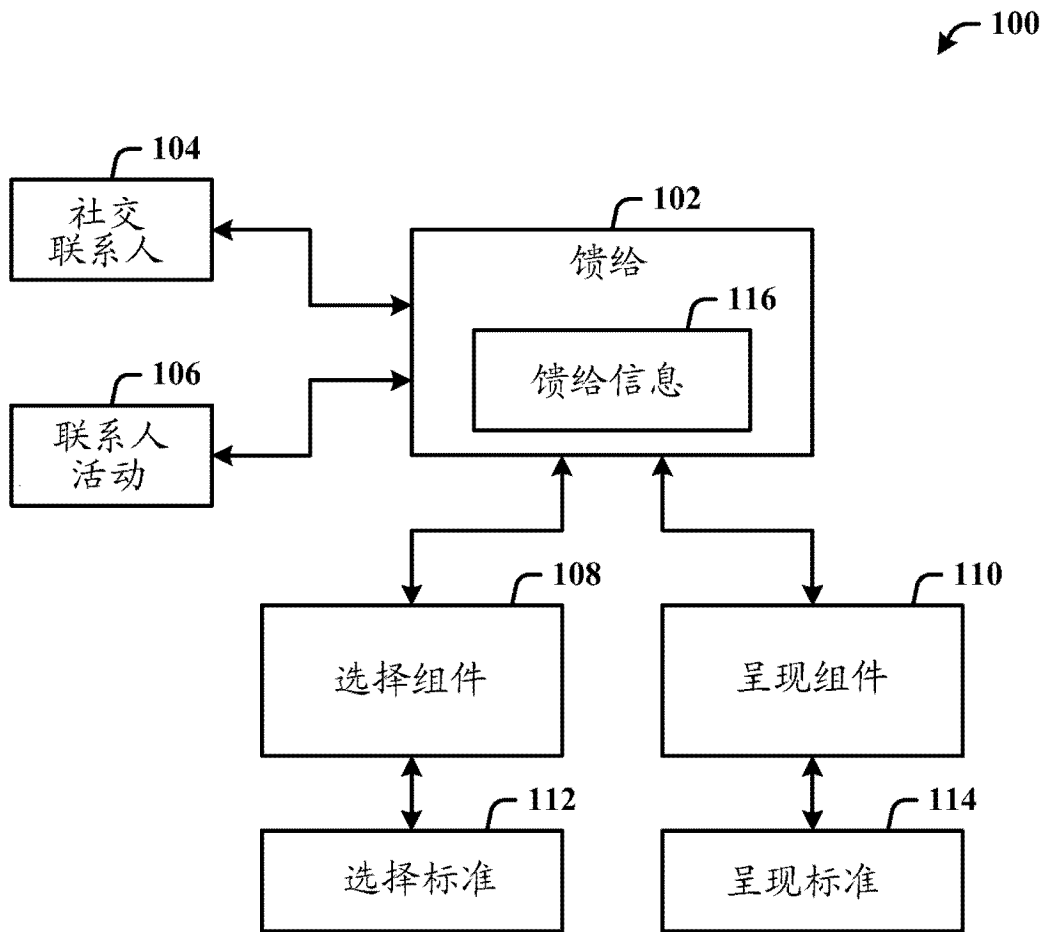 100
104
社交
联系人
102
馈给
116
馈给信息
106
联系人
活动
108
选择组件
110
呈现组件
112
选择标准
114
呈现标准